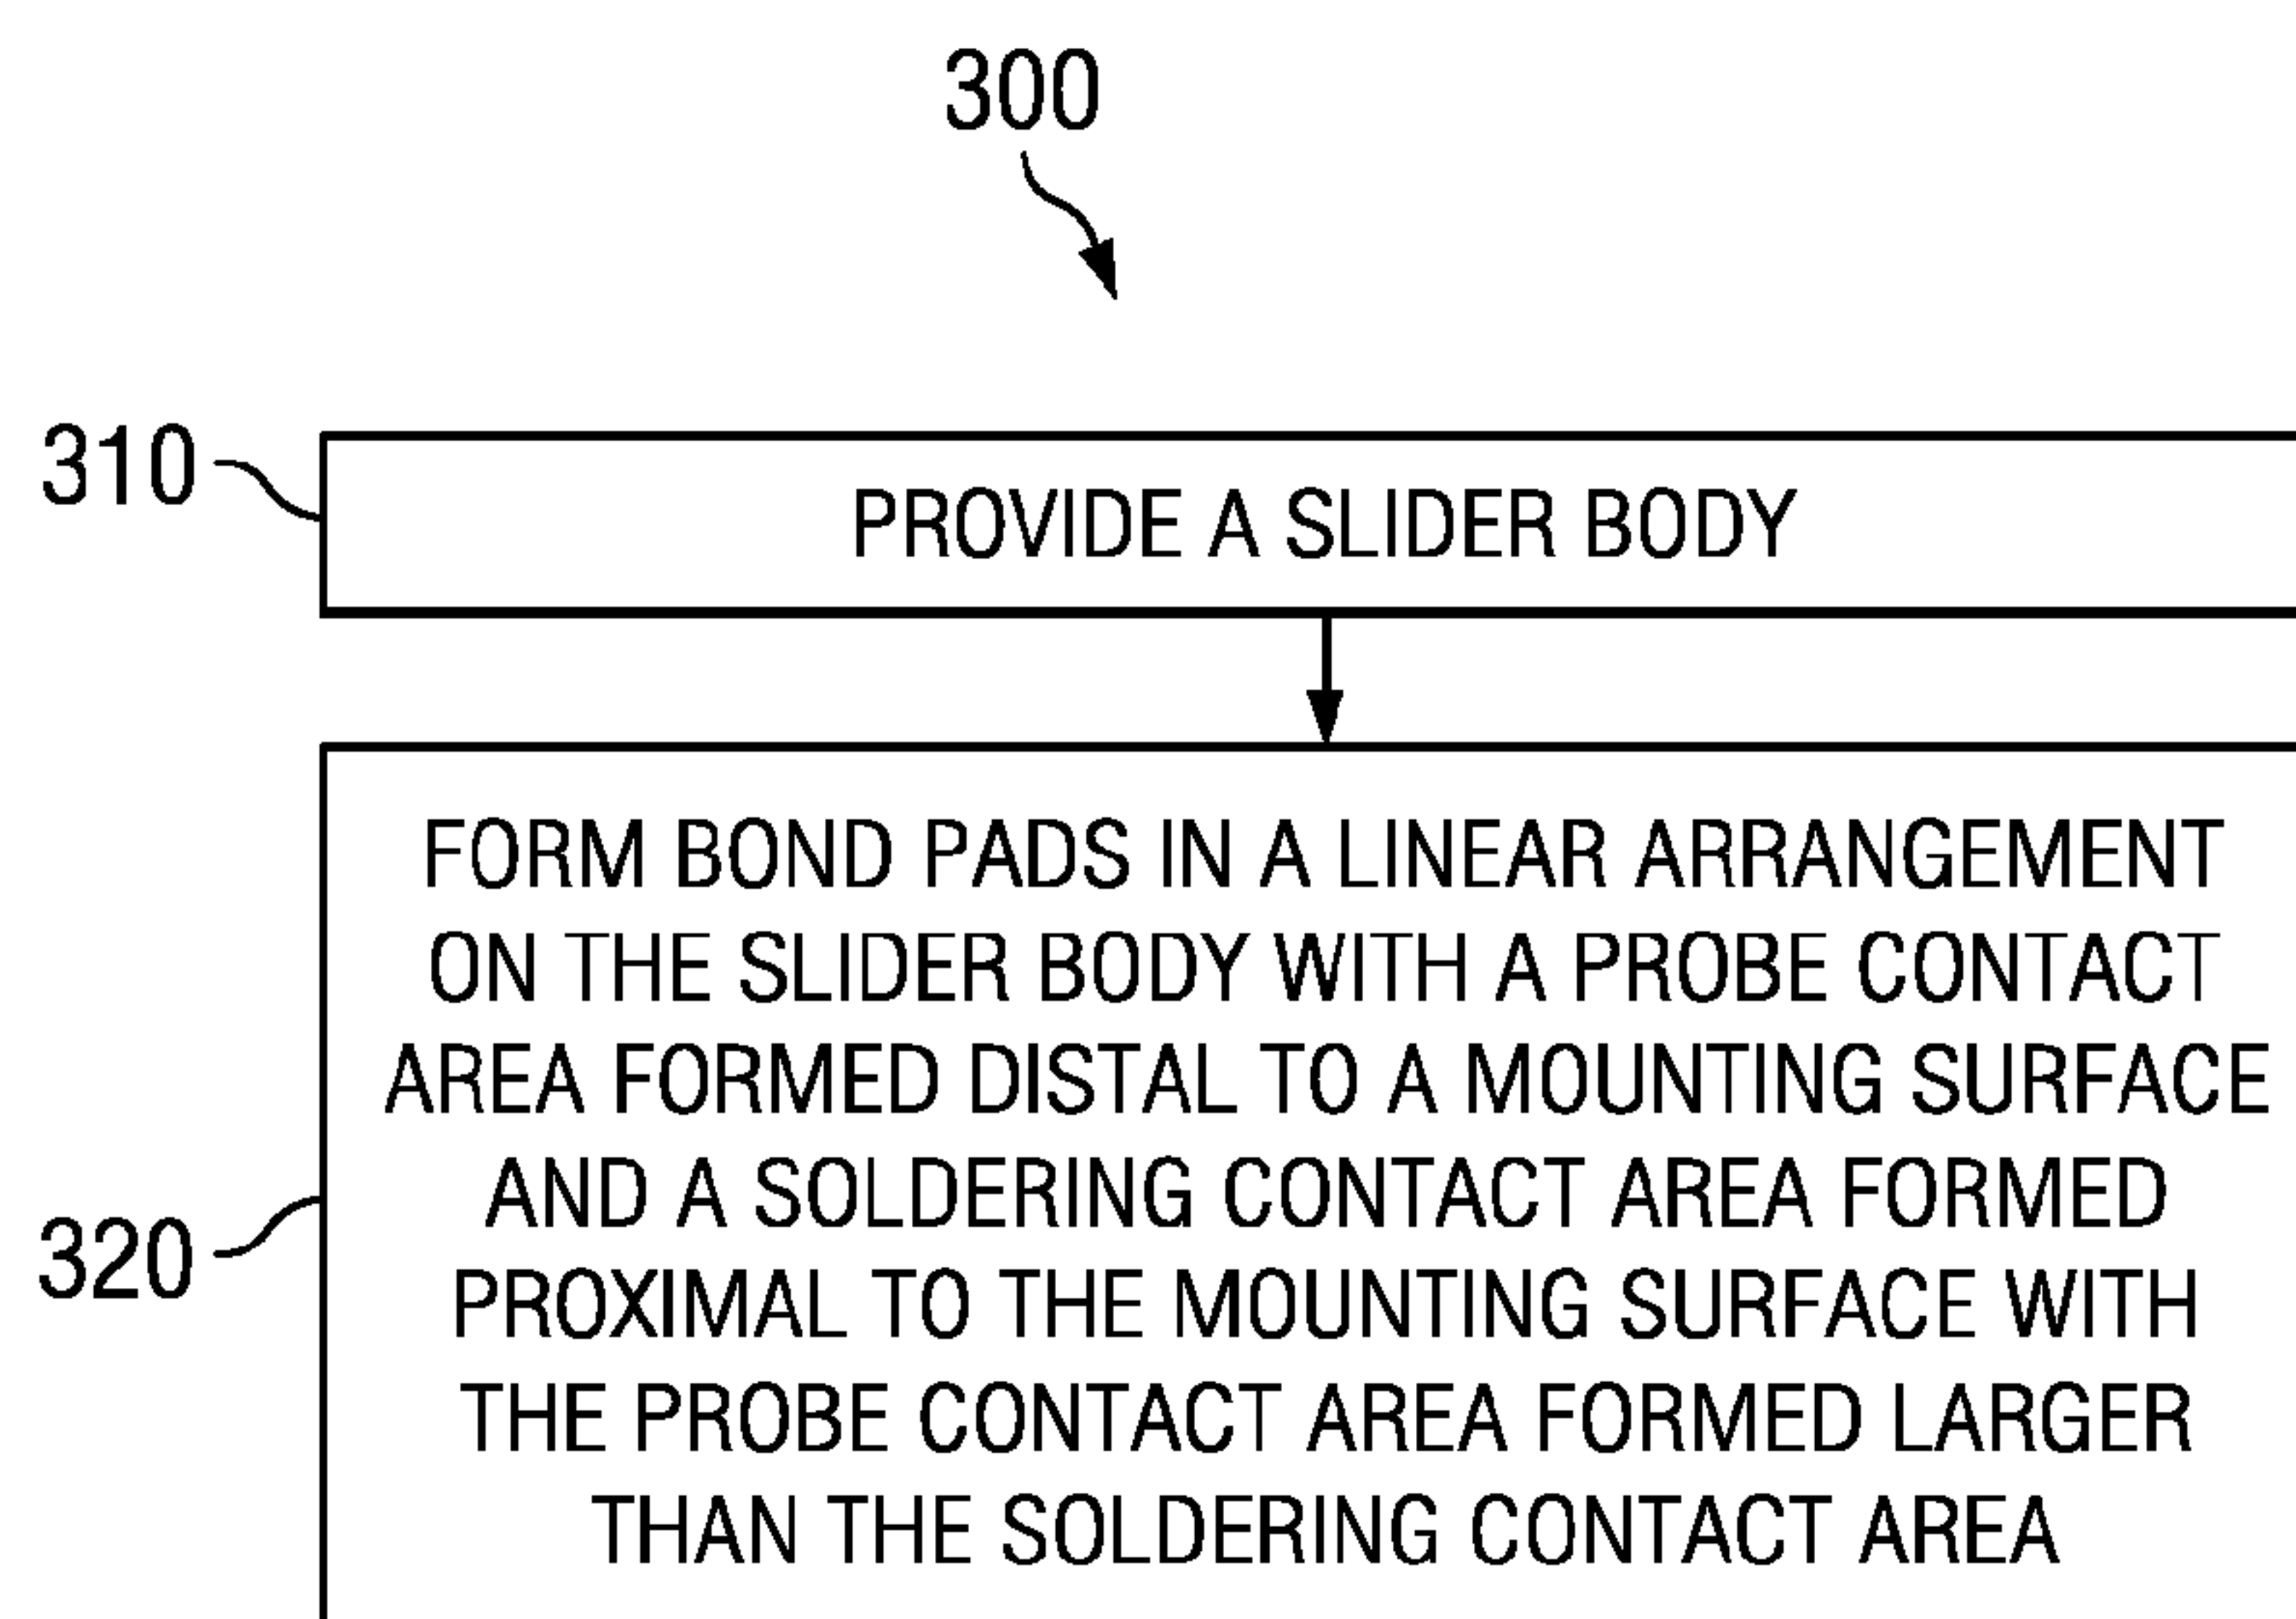 300
310
PROVIDE A SLIDER BODY
FORM BOND PADS IN A LINEAR ARRANGEMENT
ON THE SLIDER BODY WITH A PROBE CONTACT
AREA FORMED DISTAL TO A MOUNTING SURFACE
AND A SOLDERING CONTACT AREA FORMED
320
PROXIMAL TO THE MOUNTING SURFACE WITH
THE PROBE CONTACT AREA FORMED LARGER
THAN THE SOLDERING CONTACT AREA